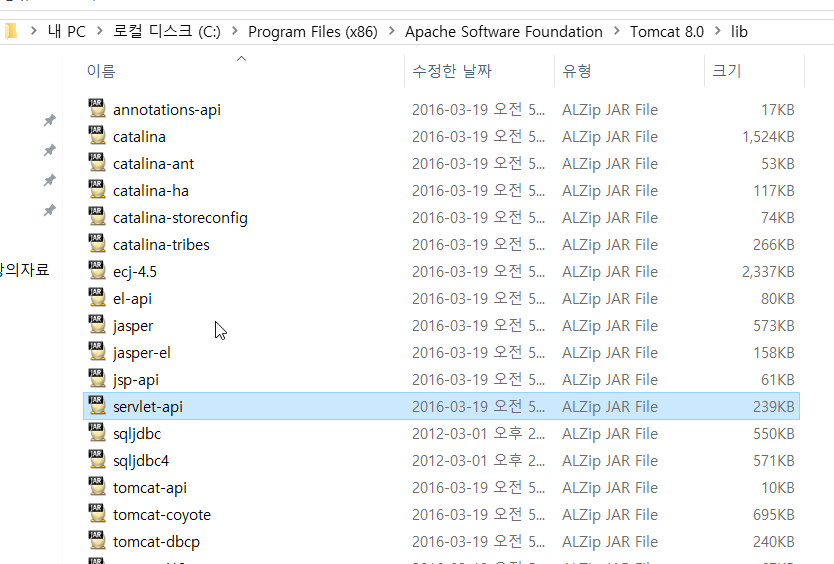 내 PC > 로컬 디스크 (C:) > Program Files (x86) > Apache Software Foundation > Tomcat 8.0 > lib
이름 수정한 날짜 유형 크기
annotations-api 2016-03-19 오전 5... ALZip JAR File 17KB
catalina 2016-03-19 오전 5... ALZip JAR File 1,524KB
catalina-ant 2016-03-19 오전 5... ALZip JAR File 53KB
catalina-ha 2016-03-19 오전 5... ALZip JAR File 117KB
catalina-storeconfig 2016-03-19 오전 5... ALZip JAR File 74KB
catalina-tribes 2016-03-19 오전 5... ALZip JAR File 266KB
강의자료 ecj-4.5 2016-03-19 오전 5... ALZip JAR File 2,337KB
el-api 2016-03-19 오전 5... ALZip JAR File 80KB
jasper 2016-03-19 오전 5... ALZip JAR File 573KB
jasper-el 2016-03-19 오전 5... ALZip JAR File 158KB
jsp-api 2016-03-19 오전 5... ALZip JAR File 61KB
servlet-api 2016-03-19 오전 5... ALZip JAR File 239KB
sqljdbc 2012-03-01 오후 2... ALZip JAR File 550KB
sqljdbc4 2012-03-01 오후 2... ALZip JAR File 571KB
tomcat-api 2016-03-19 오전 5... ALZip JAR File 10KB
tomcat-coyote 2016-03-19 오전 5... ALZip JAR File 695KB
tomcat-dbcp 2016-03-19 오전 5... ALZip JAR File 240KB